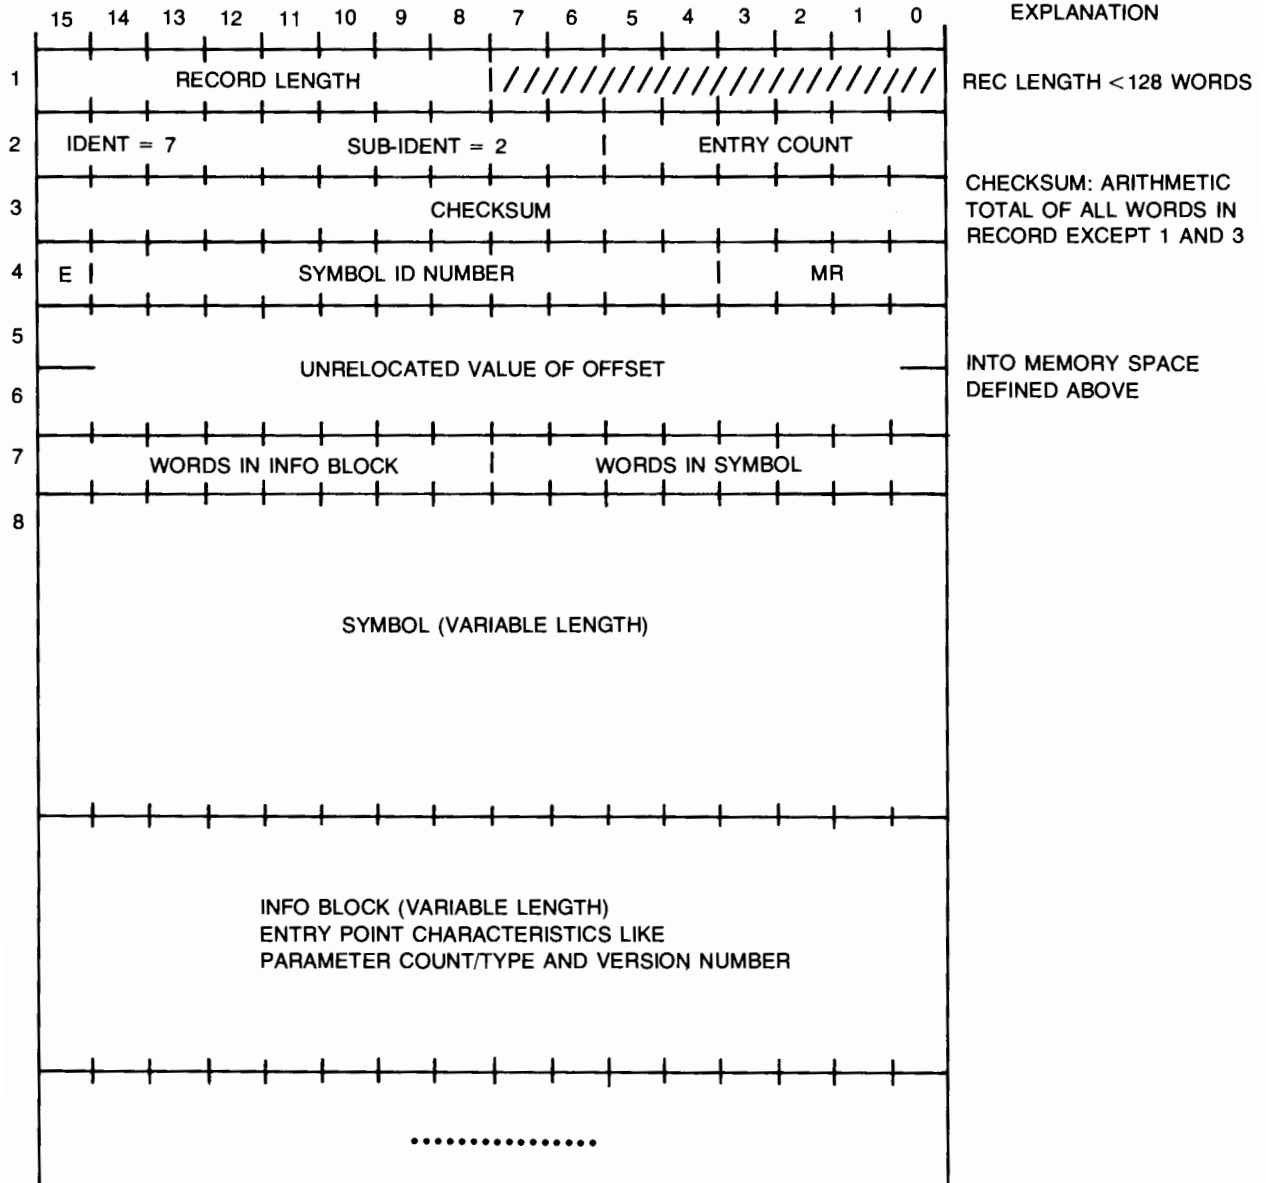 15 14 13 12 11 10 9 8 7 6 5 4 3 2 1 0 EXPLANATION
1 RECORD LENGTH REC LENGTH < 128 WORDS
2 IDENT = 7 SUB-IDENT = 2 ENTRY COUNT
3 CHECKSUM
CHECKSUM: ARITHMETIC
TOTAL OF ALL WORDS IN
RECORD EXCEPT 1 AND 3
4 E SYMBOL ID NUMBER MR
5
UNRELOCATED VALUE OF OFFSET
6
INTO MEMORY SPACE
DEFINED ABOVE
7 WORDS IN INFO BLOCK WORDS IN SYMBOL
8
SYMBOL (VARIABLE LENGTH)
INFO BLOCK (VARIABLE LENGTH)
ENTRY POINT CHARACTERISTICS LIKE
PARAMETER COUNT/TYPE AND VERSION NUMBER